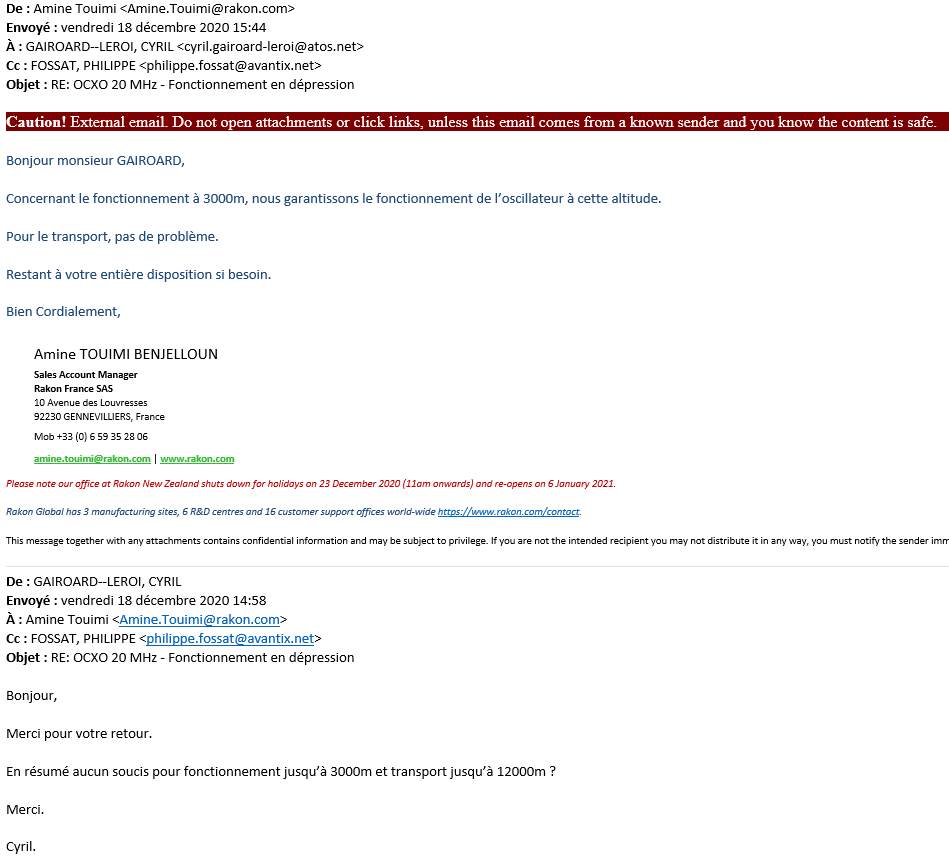 De : Amine Touimi <Amine.Touimi@rakon.com>
Envoyé : vendredi 18 décembre 2020 15:44
À : GAIROARD--LEROI, CYRIL <cyril.gairoard-leroi@atos.net>
Cc : FOSSAT, PHILIPPE <philippe.fossat@avantix.net>
Objet : RE: OCXO 20 MHz - Fonctionnement en dépression
Caution! External email. Do not open attachments or click links, unless this email comes from a known sender and you know the content is safe.
Bonjour monsieur GAIROARD,
Concernant le fonctionnement à 3000m, nous garantissons le fonctionnement de l’oscillateur à cette altitude.
Pour le transport, pas de problème.
Restant à votre entière disposition si besoin.
Bien Cordialement,
Amine TOUIMI BENJELLOUN
Sales Account Manager
Rakon France SAS
10 Avenue des Louvresses
92230 GENNEVILLIERS, France
Mob +33 (0) 6 59 35 28 06
amine.touimi@rakon.com | www.rakon.com
Please note our office at Rakon New Zealand shuts down for holidays on 23 December 2020 (11am onwards) and re-opens on 6 January 2021.
Rakon Global has 3 manufacturing sites, 6 R&D centres and 16 customer support offices world-wide https://www.rakon.com/contact.
This message together with any attachments contains confidential information and may be subject to privilege. If you are not the intended recipient you may not distribute it in any way, you must notify the sender imm
De : GAIROARD--LEROI, CYRIL
Envoyé : vendredi 18 décembre 2020 14:58
À : Amine Touimi <Amine.Touimi@rakon.com>
Cc : FOSSAT, PHILIPPE <philippe.fossat@avantix.net>
Objet : RE: OCXO 20 MHz - Fonctionnement en dépression
Bonjour,
Merci pour votre retour.
En résumé aucun soucis pour fonctionnement jusqu’à 3000m et transport jusqu’à 12000m ?
Merci.
Cyril.